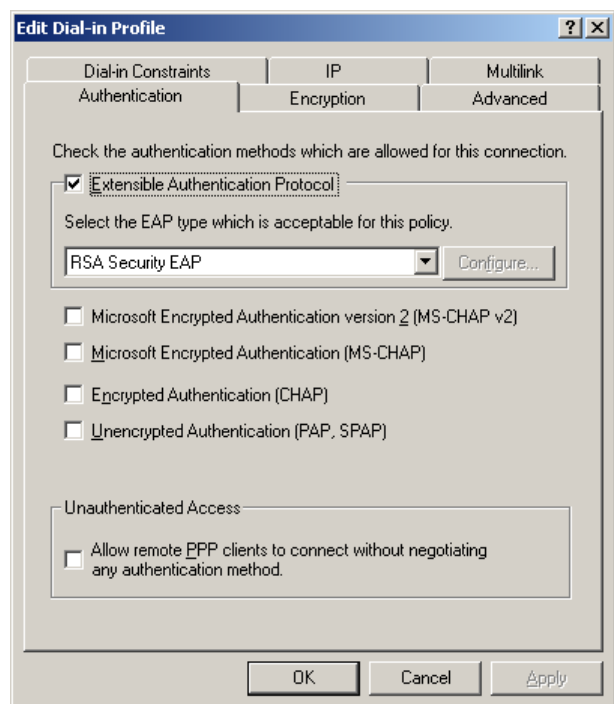 Edit Dial-in Profile
Dial-in Constraints
IP
Multilink
Authentication
Encryption
Advanced
Check the authentication methods which are allowed for this connection.
Extensible Authentication Protocol
Select the EAP type which is acceptable for this policy.
RSA Security EAP
Configure...
Microsoft Encrypted Authentication version 2 (MS-CHAP v2)
Microsoft Encrypted Authentication (MS-CHAP)
Encrypted Authentication (CHAP)
Unencrypted Authentication (PAP, SPAP)
Unauthenticated Access
Allow remote PPP clients to connect without negotiating
any authentication method.
OK
Cancel
Apply